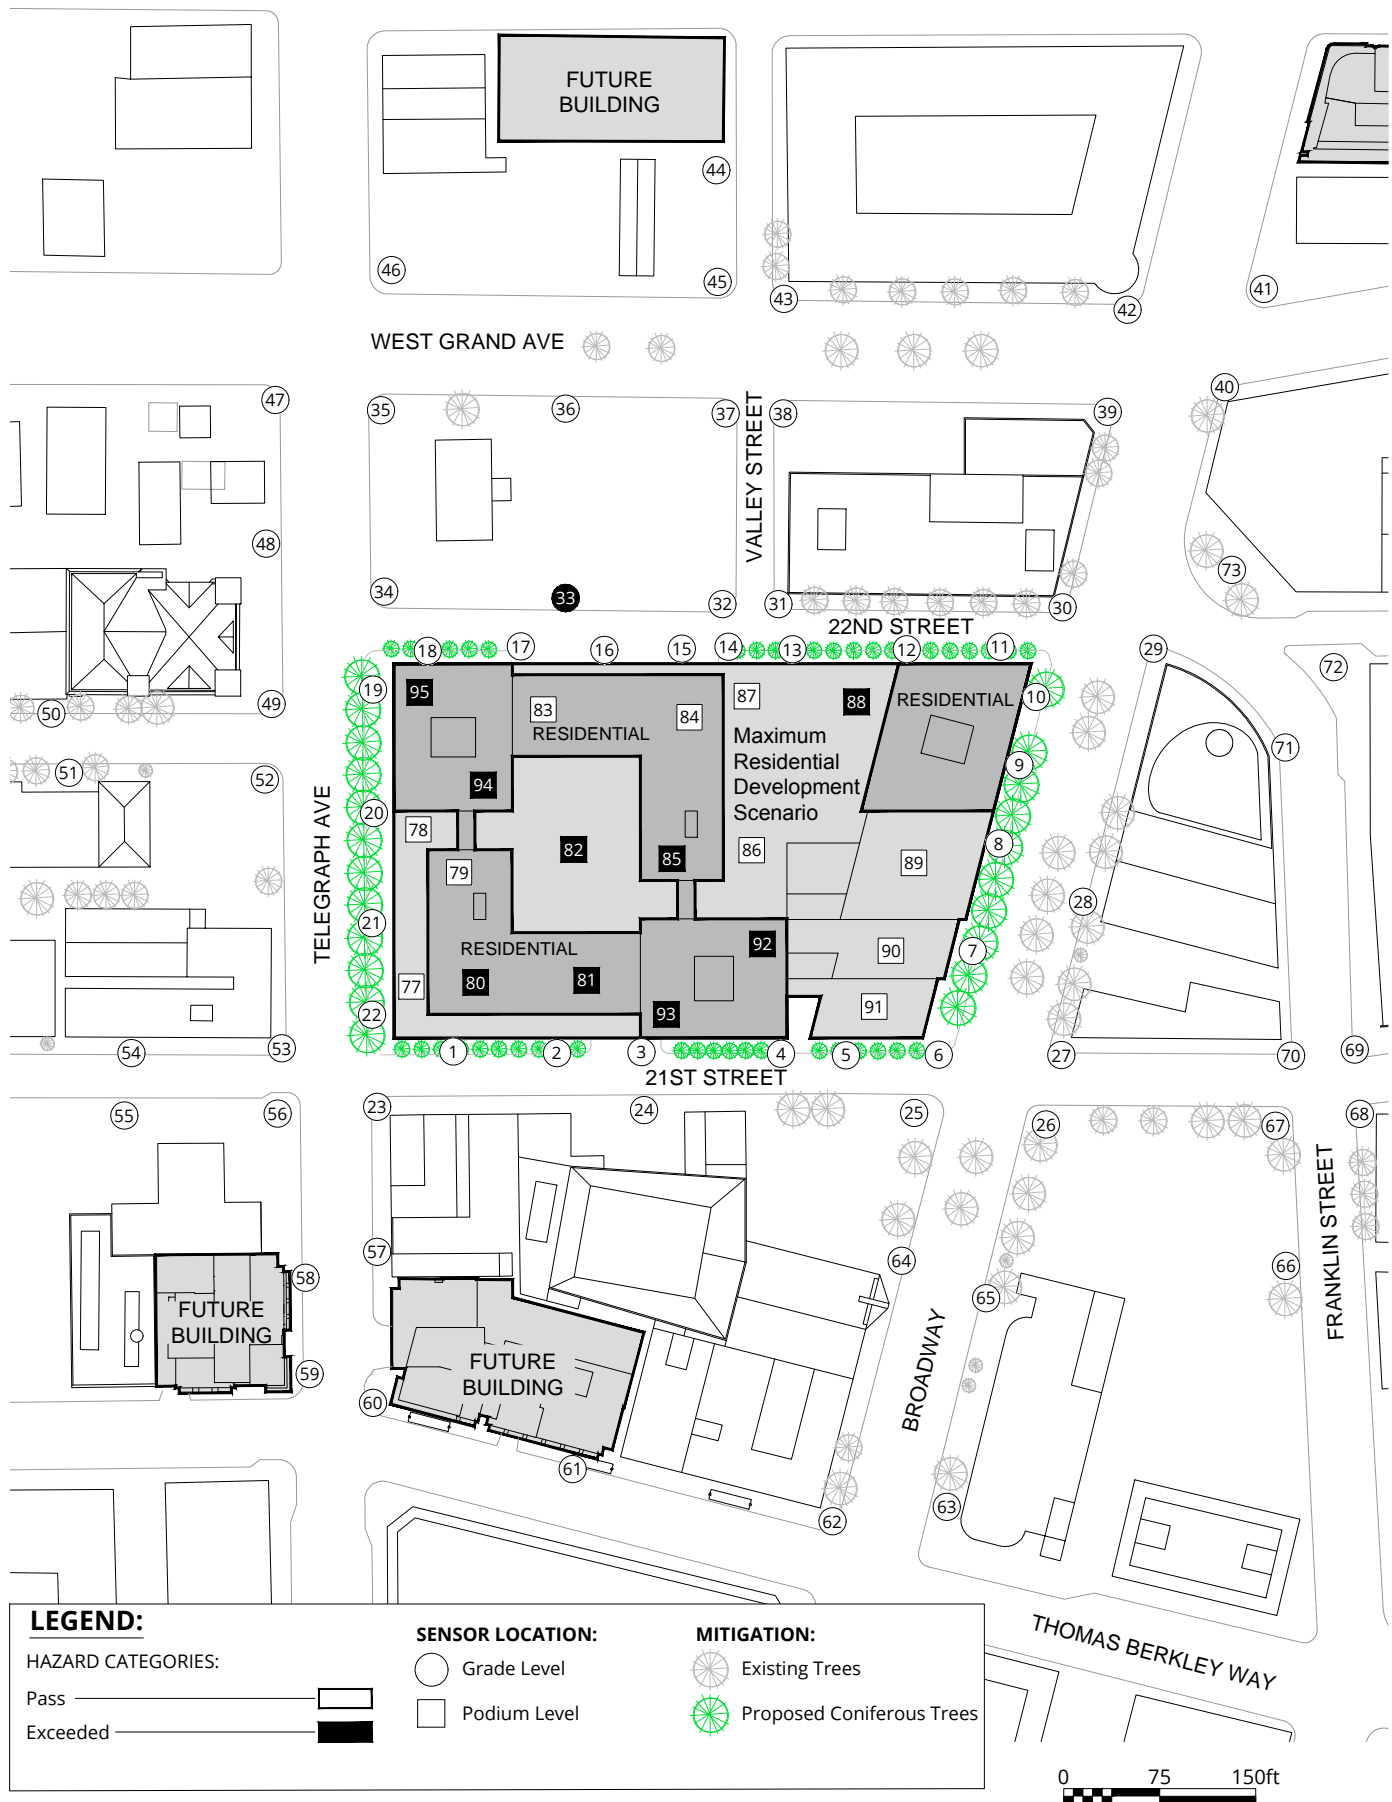 FUTURE
BUILDING
44
46
45
43
42
41
WEST GRAND AVE
47
35
36
37
VALLEY STREET
38
39
40
48
34
33
32
31
30
73
22ND STREET
18
17
16
15
14
13
12
11
29
72
19
95
83
84
87
88
RESIDENTIAL
10
49
50
RESIDENTIAL
Maximum
Residential
Development
Scenario
71
51
52
94
9
TELEGRAPH AVE
20
78
82
85
86
8
79
89
28
21
RESIDENTIAL
92
90
7
77
80
81
22
93
91
54
53
1
2
3
4
5
6
27
70
69
21ST STREET
55
56
23
24
25
26
67
68
57
64
66
FRANKLIN STREET
58
65
FUTURE
BUILDING
BROADWAY
59
FUTURE
BUILDING
60
61
62
63
LEGEND:
HAZARD CATEGORIES:
Pass
Exceeded
SENSOR LOCATION:
Grade Level
Podium Level
MITIGATION:
Existing Trees
Proposed Coniferous Trees
THOMAS BERKLEY WAY
0 75 150ft